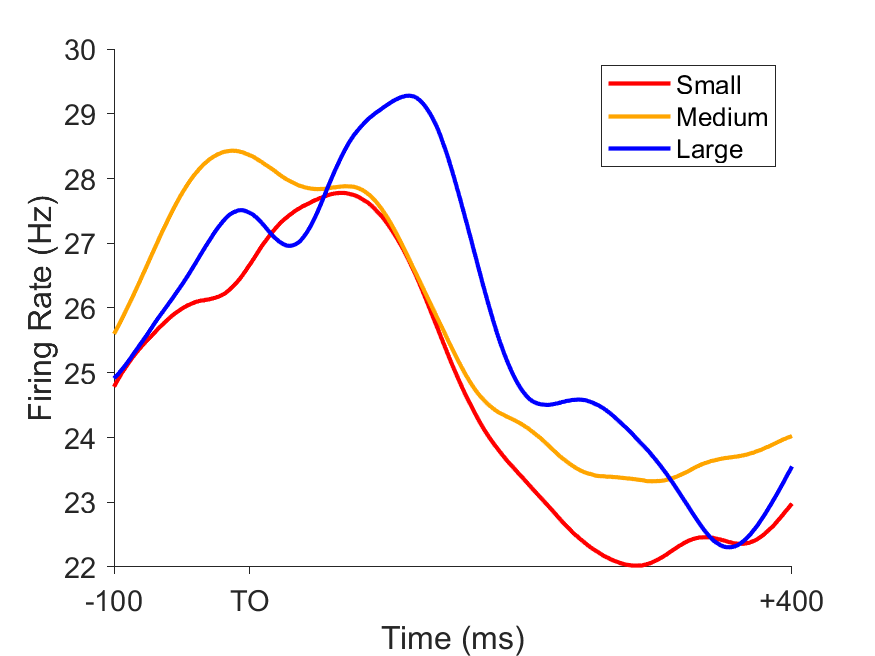 30
29
28
27
26
25
24
23
22
Firing Rate (Hz)
Small
Medium
Large
-100
TO
+400
Time (ms)